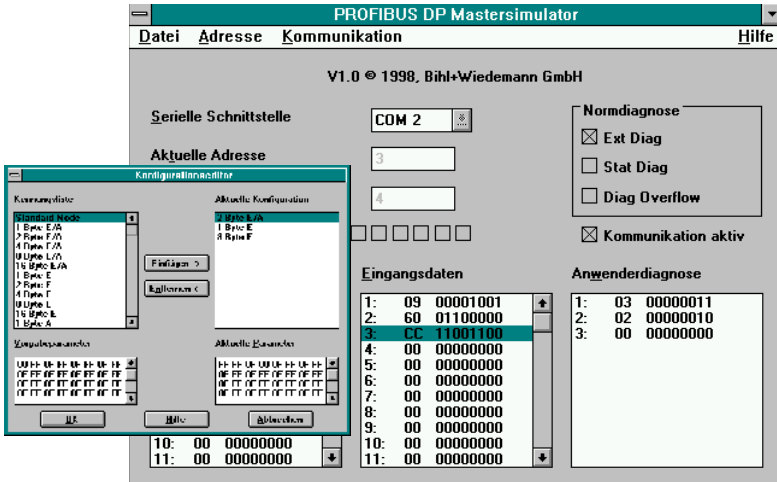 PROFIBUS DP Mastersimulator
Datei Adresse Kommunikation Hilfe
V1.0 © 1998, Bihl+Wiedemann GmbH
Serielle Schnittstelle
COM 2
Aktuelle Adresse
3
4
Normdiagnose
Ext Diag
Stat Diag
Diag Overflow
Kommunikation aktiv
Konfigurationseditor
Kennungsliste
Standard Node
1 Byte E/A
2 Byte E/A
4 Byte E/A
8 Byte E/A
16 Byte E/A
1 Byte E
2 Byte E
4 Byte E
8 Byte E
16 Byte E
1 Byte A
Einfügen >
Entfernen <
Aktuelle Konfiguration
2 Byte E/A
1 Byte E
8 Byte E
Vorgabeparameter
Aktuelle Parameter
OK
Hilfe
Abbrechen
10: 00 00000000
11: 00 00000000
Eingangsdaten
1: 09 00001001
2: 60 01100000
3: CC 11001100
4: 00 00000000
5: 00 00000000
6: 00 00000000
7: 00 00000000
8: 00 00000000
9: 00 00000000
10: 00 00000000
11: 00 00000000
Anwenderdiagnose
1: 03 00000011
2: 02 00000010
3: 00 00000000